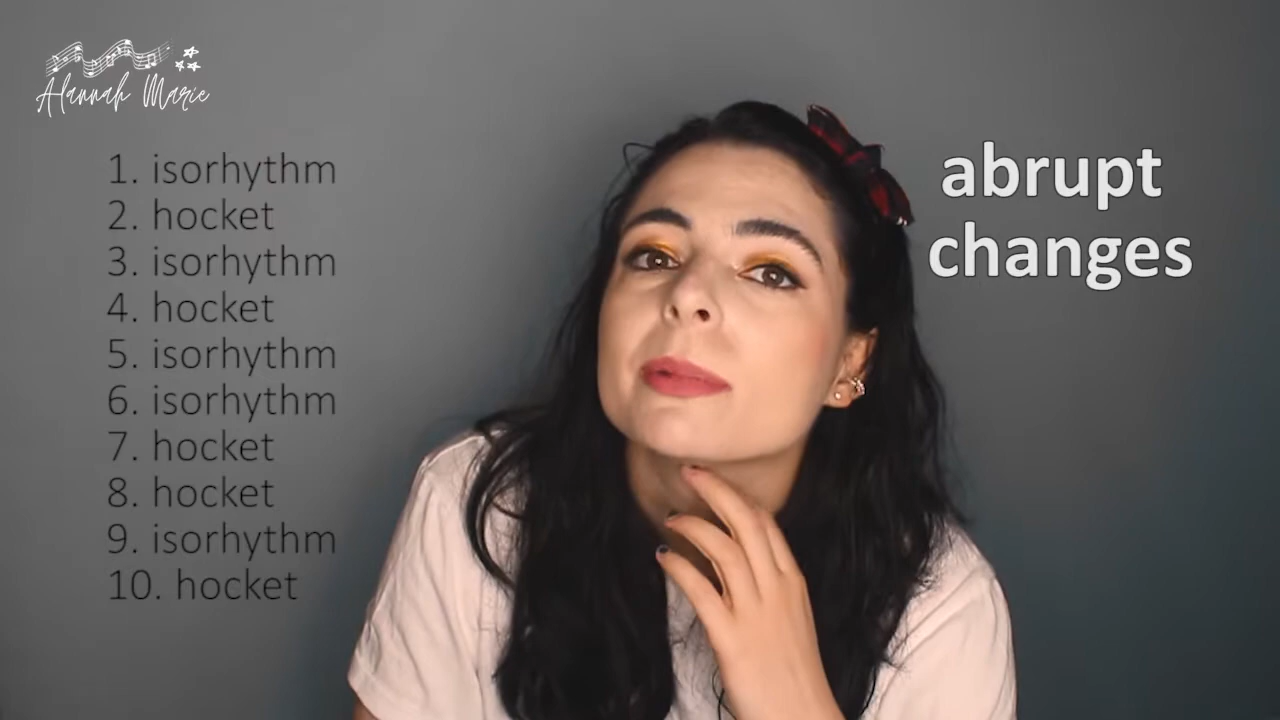 Alannah Marie
1. isorhythm
2. hocket
3. isorhythm
4. hocket
5. isorhythm
6. isorhythm
7. hocket
8. hocket
9. isorhythm
10. hocket
abrupt
changes